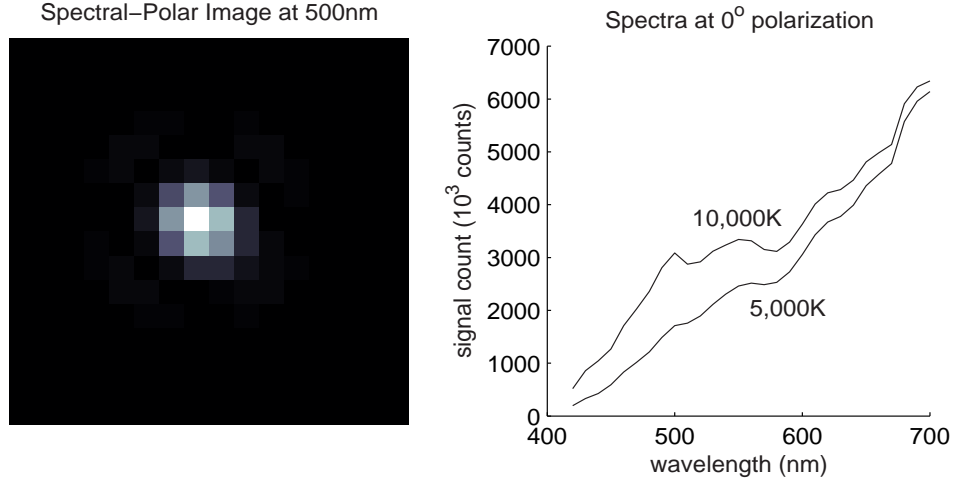 Spectral–Polar Image at 500nm
Spectra at 0° polarization
7000
6000
5000
4000
3000
2000
1000
0
signal count (10³ counts)
10,000K
5,000K
400
500
600
700
wavelength (nm)